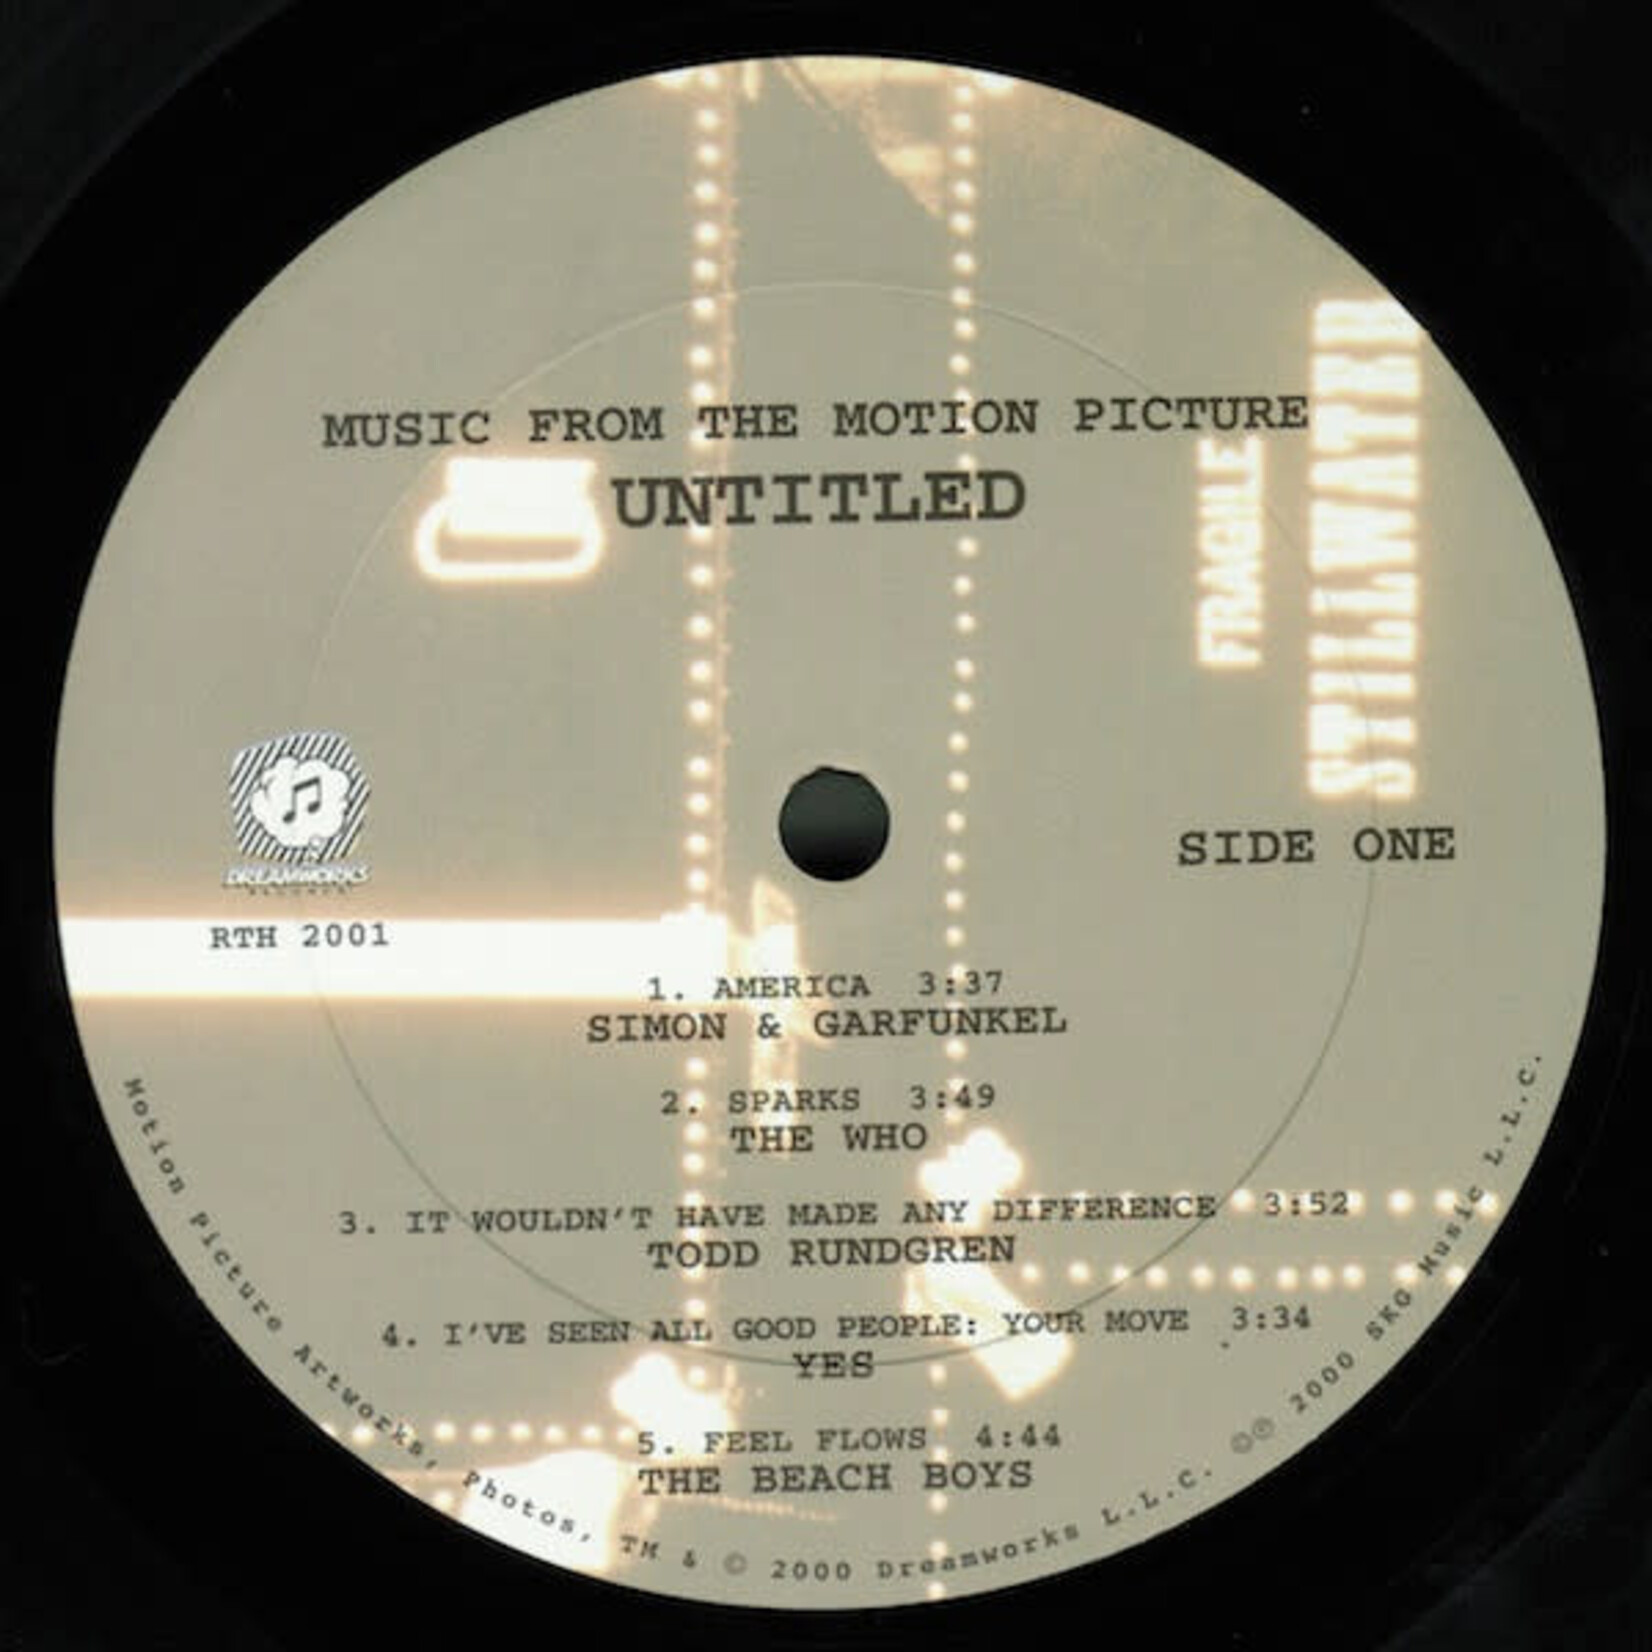 MUSIC FROM THE MOTION PICTURE
UNTITLED
FRAGILE
STILLWATER
DREAMWORKS
RECORDS
SIDE ONE
RTH 2001
1. AMERICA 3:37
SIMON & GARFUNKEL
2. SPARKS 3:49
THE WHO
3. IT WOULDN'T HAVE MADE ANY DIFFERENCE 3:52
TODD RUNDGREN
4. I'VE SEEN ALL GOOD PEOPLE: YOUR MOVE 3:34
YES
5. FEEL FLOWS 4:44
THE BEACH BOYS
Motion Picture Artworks, Photos, TM & © 2000 Dreamworks L.L.C. ©℗ 2000 SKG Music L.L.C.